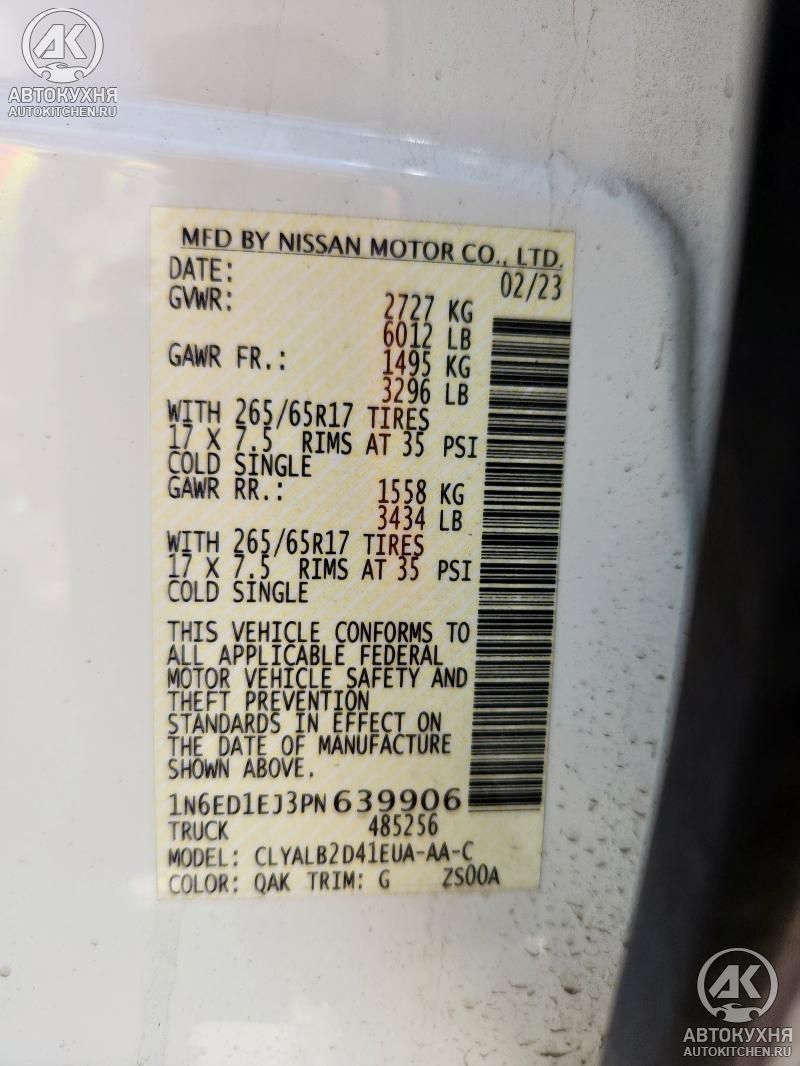 AK
АВТОКУХНЯ
AUTOKITCHEN.RU
MFD BY NISSAN MOTOR CO., LTD.
DATE: 02/23
GVWR: 2727 KG
6012 LB
GAWR FR.: 1495 KG
3296 LB
WITH 265/65R17 TIRES
17 X 7.5 RIMS AT 35 PSI
COLD SINGLE
GAWR RR.: 1558 KG
3434 LB
WITH 265/65R17 TIRES
17 X 7.5 RIMS AT 35 PSI
COLD SINGLE
THIS VEHICLE CONFORMS TO
ALL APPLICABLE FEDERAL
MOTOR VEHICLE SAFETY AND
THEFT PREVENTION
STANDARDS IN EFFECT ON
THE DATE OF MANUFACTURE
SHOWN ABOVE.
1N6ED1EJ3PN639906
TRUCK 485256
MODEL: CLYALB2D41EUA-AA-C
COLOR: QAK TRIM: G ZS00A
AK
АВТОКУХНЯ
AUTOKITCHEN.RU